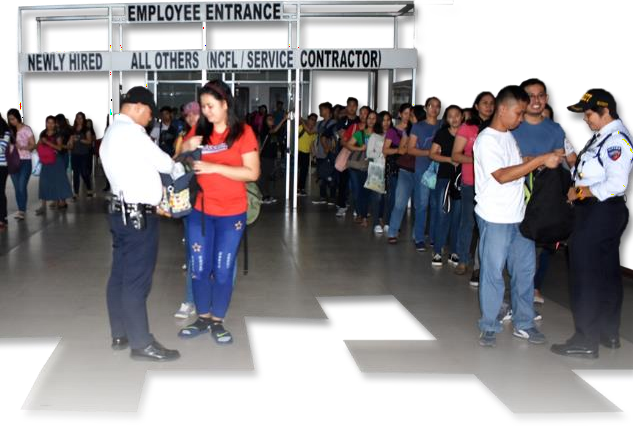 EMPLOYEE ENTRANCE
NEWLY HIRED ALL OTHERS (NCFL / SERVICE CONTRACTOR)